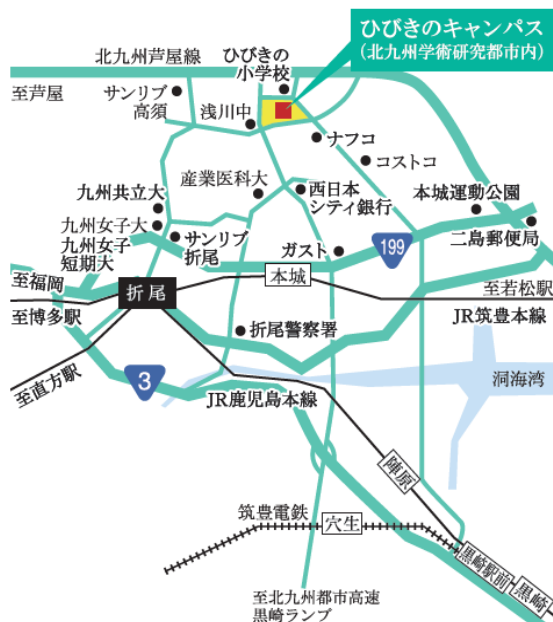 ひびきのキャンパス
(北九州学術研究都市内)
北九州芦屋線
ひびきの
小学校
至芦屋
サンリブ
高須
浅川中
ナフコ
コストコ
産業医科大
西日本
シティ銀行
本城運動公園
九州共立大
九州女子大
九州女子
短期大
サンリブ
折尾
ガスト
199
二島郵便局
至福岡
折尾
本城
至若松駅
至博多駅
JR筑豊本線
折尾警察署
洞海湾
3
至直方駅
JR鹿児島本線
陣原
筑豊電鉄
穴生
黒崎駅前
黒崎
至北九州都市高速
黒崎ランプ